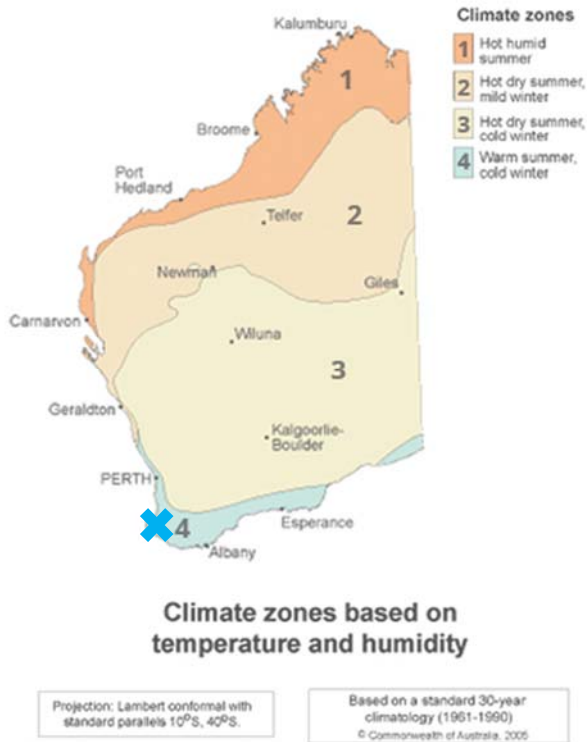 Climate zones
1 Hot humid
summer
2 Hot dry summer,
mild winter
3 Hot dry summer,
cold winter
4 Warm summer,
cold winter
Kalumburu
1
Broome
Port
Hedland
Telfer
2
Newman
Giles
Carnarvon
Wiluna
3
Geraldton
Kalgoorlie-
Boulder
PERTH
4
Esperance
Albany
Climate zones based on
temperature and humidity
Projection: Lambert conformal with
standard parallels 10ºS, 40ºS.
Based on a standard 30-year
climatology (1961-1990)
© Commonwealth of Australia, 2005